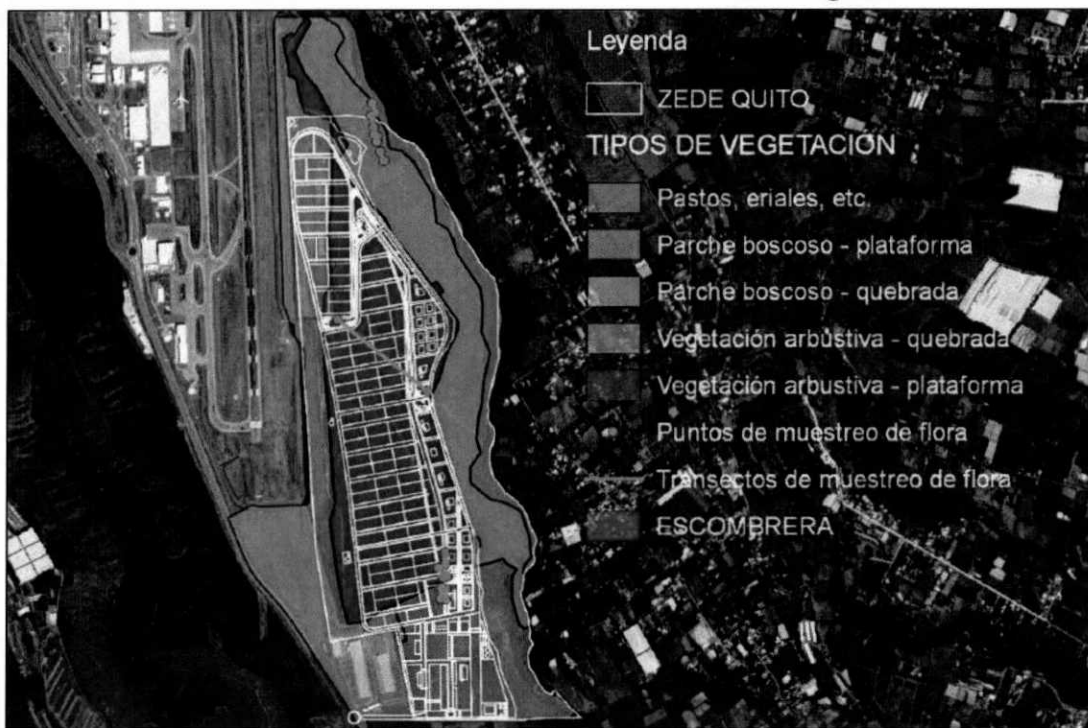 Leyenda
ZEDE QUITO
TIPOS DE VEGETACIÓN
Pastos, eriales, etc.
Parche boscoso - plataforma
Parche boscoso - quebrada
Vegetación arbustiva - quebrada
Vegetación arbustiva - plataforma
Puntos de muestreo de flora
Transectos de muestreo de flora
ESCOMBRERA